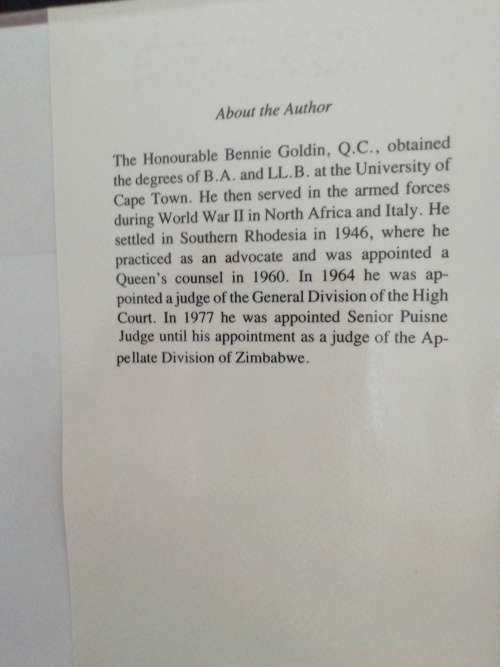 About the Author
The Honourable Bennie Goldin, Q.C., obtained
the degrees of B.A. and LL.B. at the University of
Cape Town. He then served in the armed forces
during World War II in North Africa and Italy. He
settled in Southern Rhodesia in 1946, where he
practiced as an advocate and was appointed a
Queen's counsel in 1960. In 1964 he was ap-
pointed a judge of the General Division of the High
Court. In 1977 he was appointed Senior Puisne
Judge until his appointment as a judge of the Ap-
pellate Division of Zimbabwe.